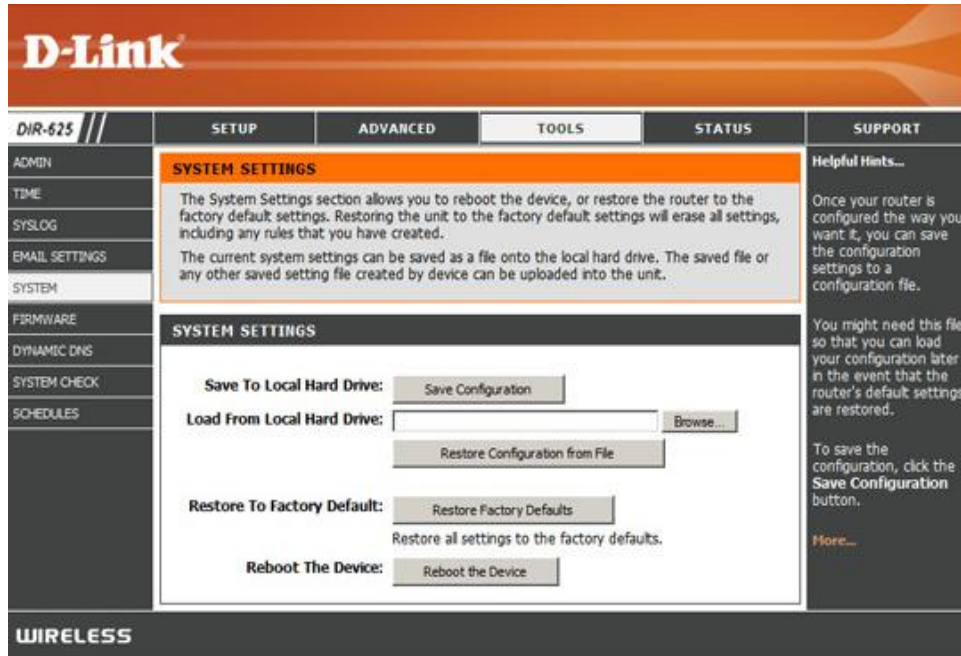 D-Link
DIR-625
SETUP
ADVANCED
TOOLS
STATUS
SUPPORT
ADMIN
TIME
SYSLOG
EMAIL SETTINGS
SYSTEM
FIRMWARE
DYNAMIC DNS
SYSTEM CHECK
SCHEDULES
SYSTEM SETTINGS
The System Settings section allows you to reboot the device, or restore the router to the
factory default settings. Restoring the unit to the factory default settings will erase all settings,
including any rules that you have created.
The current system settings can be saved as a file onto the local hard drive. The saved file or
any other saved setting file created by device can be uploaded into the unit.
SYSTEM SETTINGS
Save To Local Hard Drive:
Save Configuration
Load From Local Hard Drive:
Browse...
Restore Configuration from File
Restore To Factory Default:
Restore Factory Defaults
Restore all settings to the factory defaults.
Reboot The Device:
Reboot the Device
Helpful Hints...
Once your router is
configured the way you
want it, you can save
the configuration
settings to a
configuration file.
You might need this file
so that you can load
your configuration later
in the event that the
router's default settings
are restored.
To save the
configuration, click the
Save Configuration
button.
More...
WIRELESS